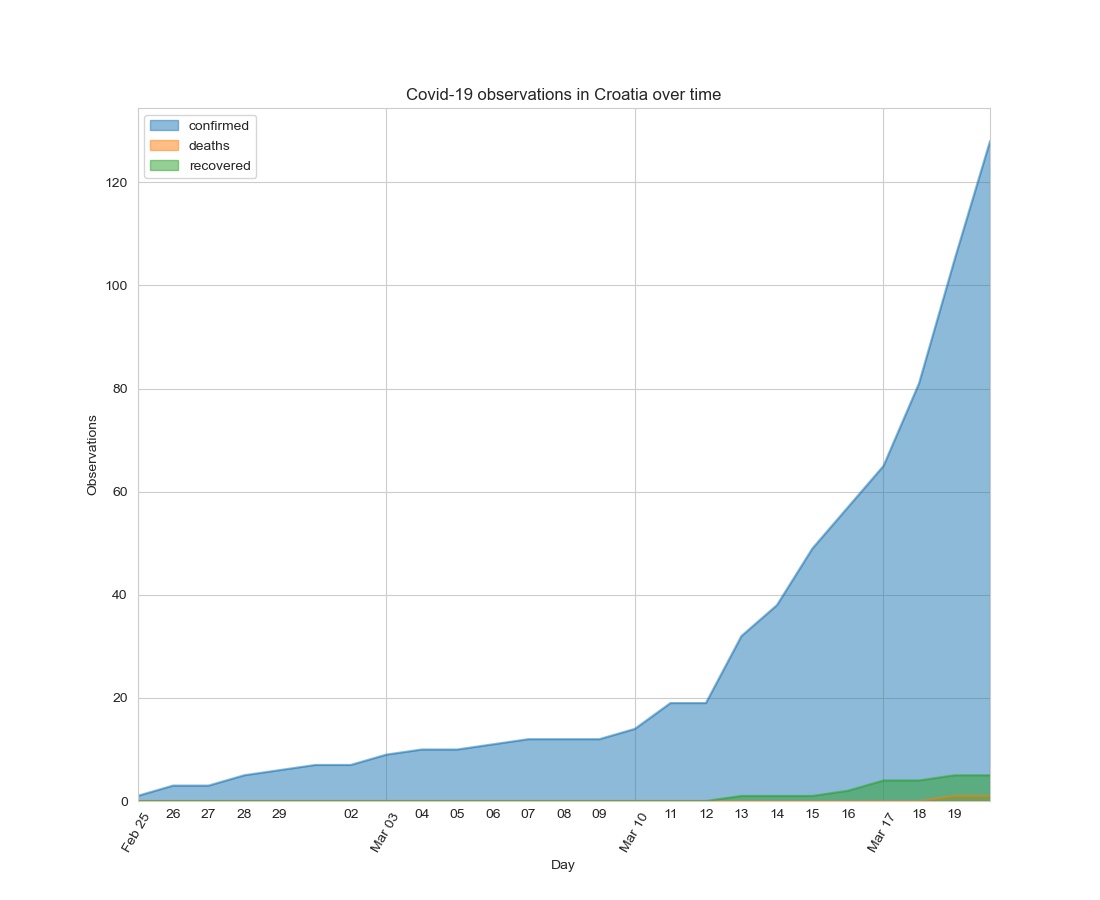 Covid-19 observations in Croatia over time
confirmed
deaths
recovered
120
100
80
60
40
20
0
Observations
Feb 25 26 27 28 29 02 Mar 03 04 05 06 07 08 09 Mar 10 11 12 13 14 15 16 Mar 17 18 19
Day